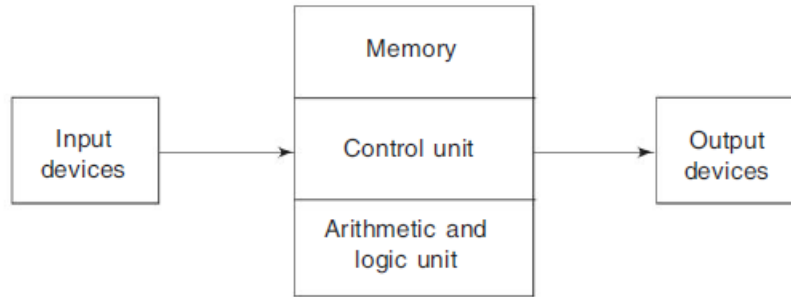 Memory
Input
devices
Control unit
Output
devices
Arithmetic and
logic unit